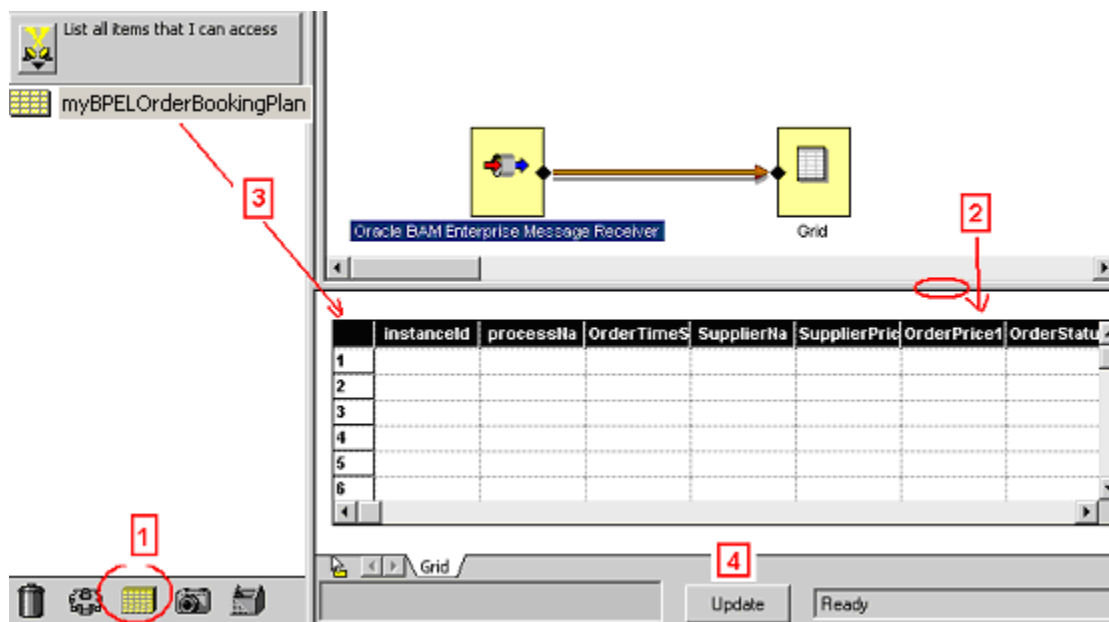 List all items that I can access
myBPELOrderBookingPlan
3
Oracle BAM Enterprise Message Receiver
Grid
2
instanceId processNa OrderTimeS SupplierNa SupplierPric OrderPrice1 OrderStatu
1
2
3
4
5
6
1
Grid
4
Update
Ready